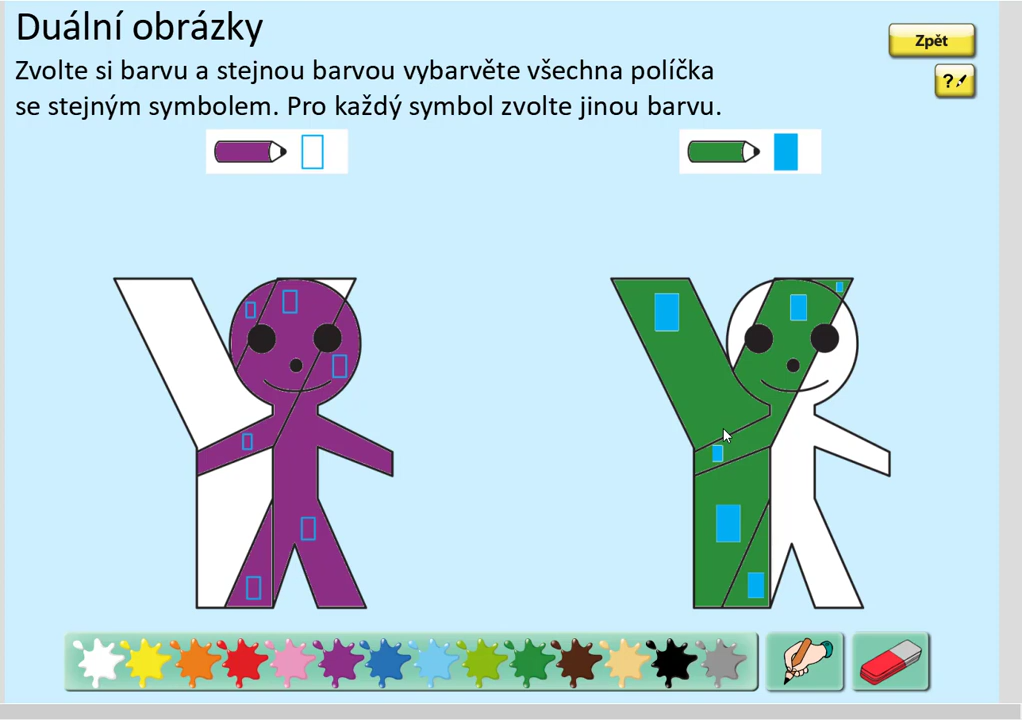 Duální obrázky
Zpět
Zvolte si barvu a stejnou barvou vybarvěte všechna políčka
?
se stejným symbolem. Pro každý symbol zvolte jinou barvu.